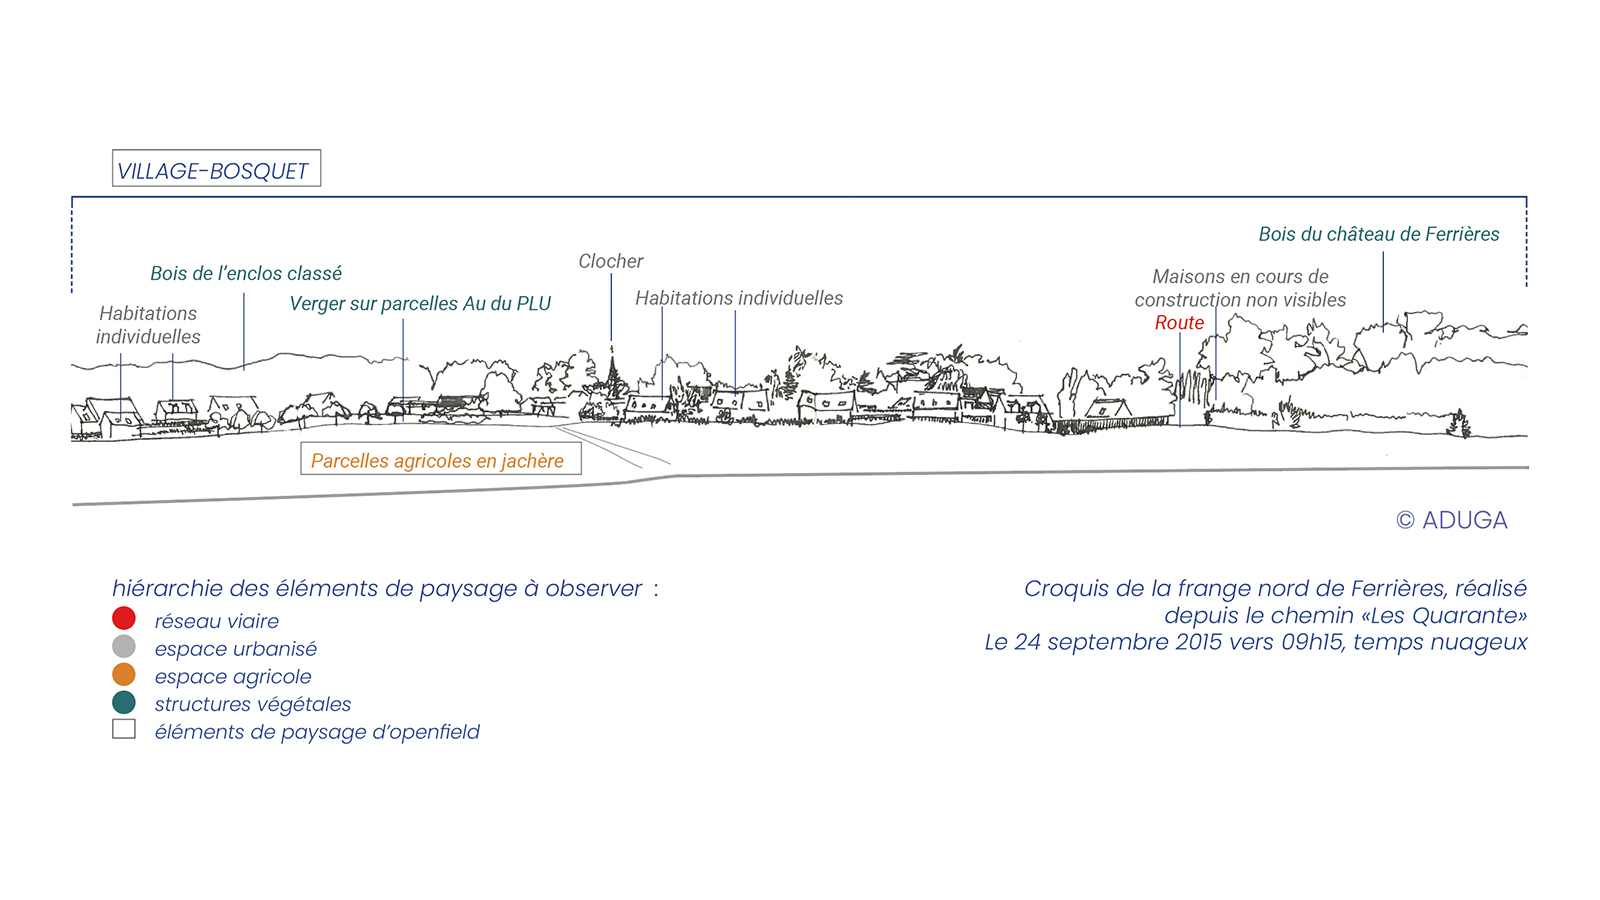 VILLAGE-BOSQUET
Bois du château de Ferrières
Clocher
Bois de l'enclos classé
Maisons en cours de
construction non visibles
Verger sur parcelles Au du PLU
Habitations individuelles
Habitations
individuelles
Route
Parcelles agricoles en jachère
© ADUGA
hiérarchie des éléments de paysage à observer :
réseau viaire
espace urbanisé
espace agricole
structures végétales
éléments de paysage d'openfield
Croquis de la frange nord de Ferrières, réalisé
depuis le chemin «Les Quarante»
Le 24 septembre 2015 vers 09h15, temps nuageux